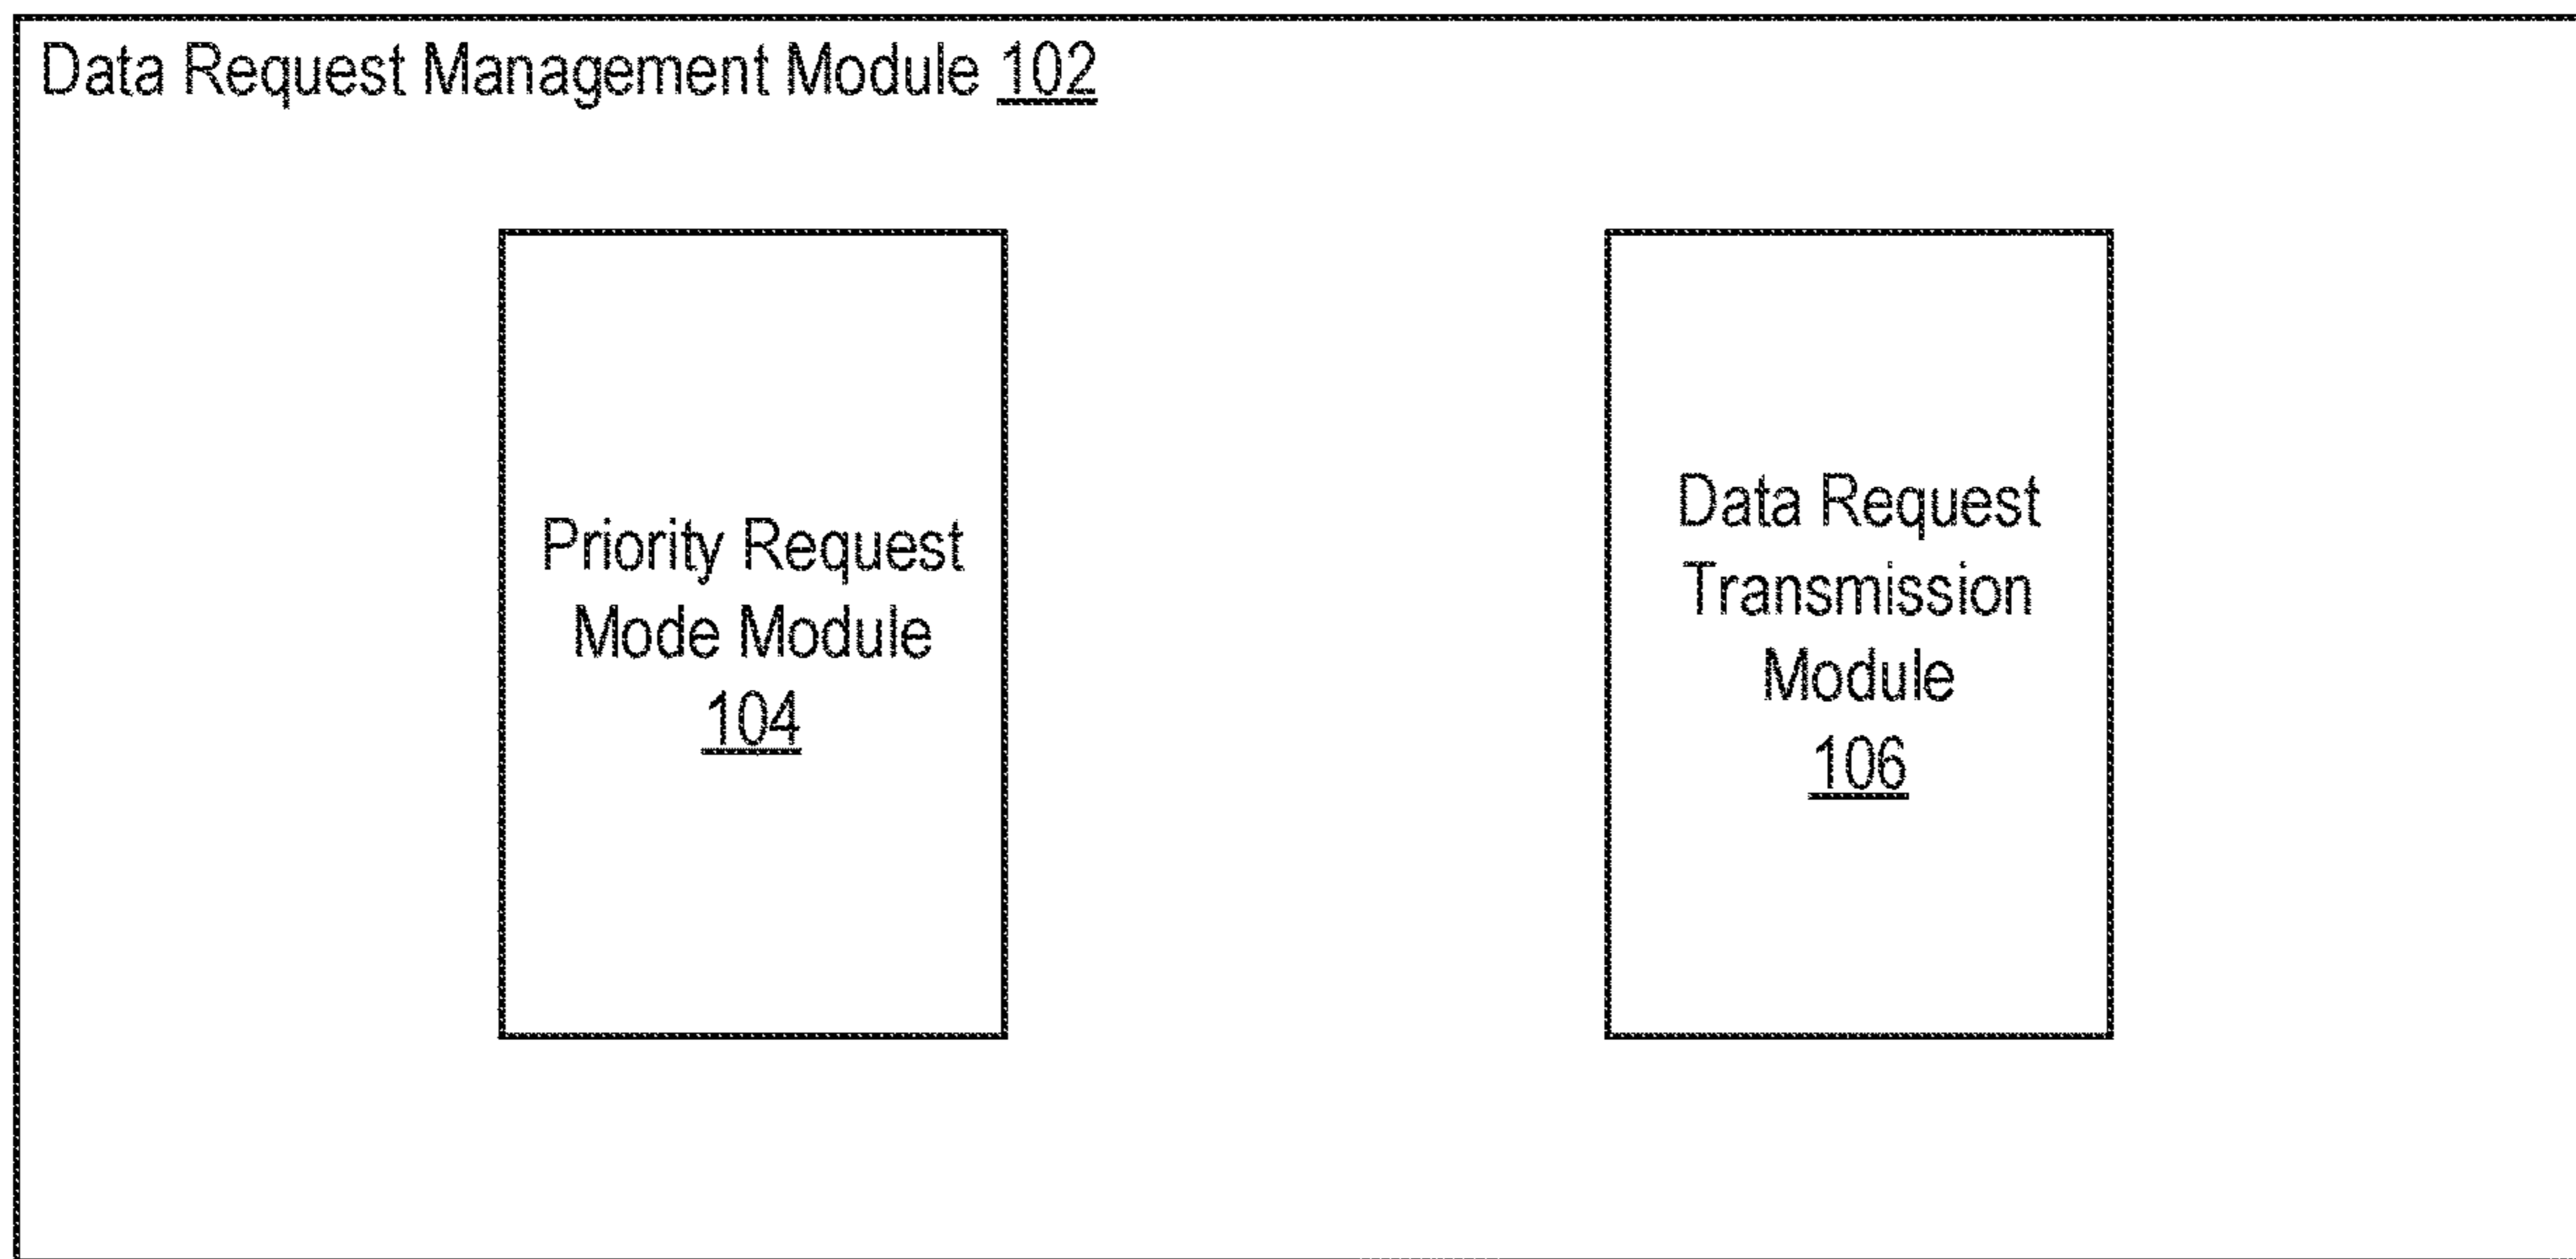 Data Request Management Module 102
Priority Request
Mode Module
104
Data Request
Transmission
Module
106